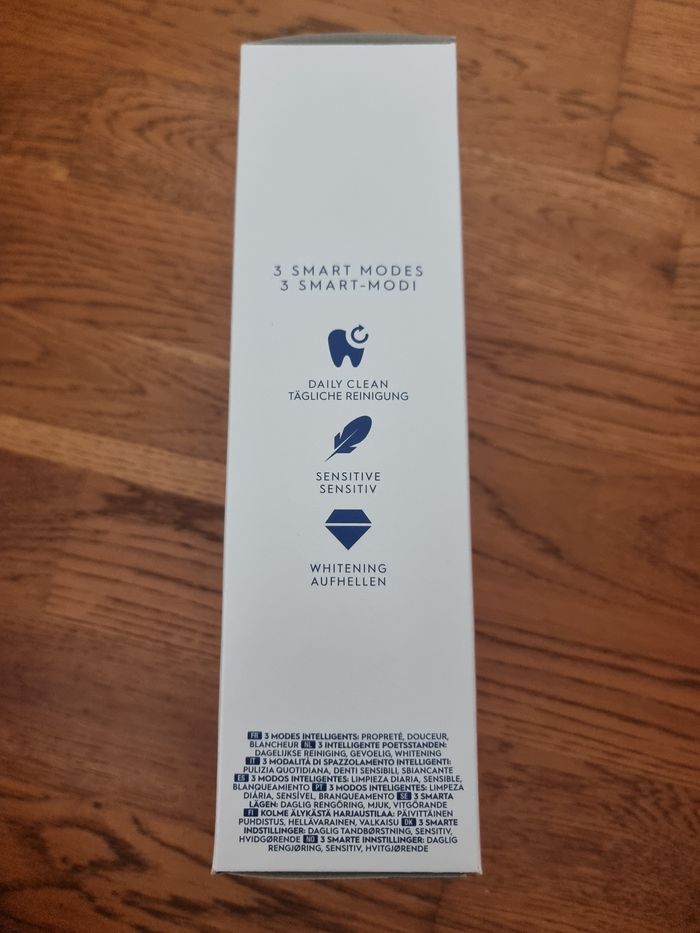 3 SMART MODES
3 SMART-MODI
DAILY CLEAN
TÄGLICHE REINIGUNG
SENSITIVE
SENSITIV
WHITENING
AUFHELLEN
FR 3 MODES INTELLIGENTS: PROPRETÉ, DOUCEUR,
BLANCHEUR NL 3 INTELLIGENTE POETSSTANDEN:
DAGELIJKSE REINIGING, GEVOELIG, WHITENING
IT 3 MODALITÀ DI SPAZZOLAMENTO INTELLIGENTI:
PULIZIA QUOTIDIANA, DENTI SENSIBILI, SBIANCANTE
ES 3 MODOS INTELIGENTES: LIMPIEZA DIARIA, SENSIBLE,
BLANQUEAMIENTO PT 3 MODOS INTELIGENTES: LIMPEZA
DIÁRIA, SENSÍVEL, BRANQUEAMENTO SE 3 SMARTA
LÄGEN: DAGLIG RENGÖRING, MJUK, VITGÖRANDE
FI KOLME ÄLYKÄSTÄ HARJAUSTILAA: PÄIVITTÄINEN
PUHDISTUS, HELLÄVARAINEN, VALKAISU DK 3 SMARTE
INDSTILLINGER: DAGLIG TANDBØRSTNING, SENSITIV,
HVIDGØRENDE NO 3 SMARTE INNSTILLINGER: DAGLIG
RENGJØRING, SENSITIV, HVITGJØRENDE